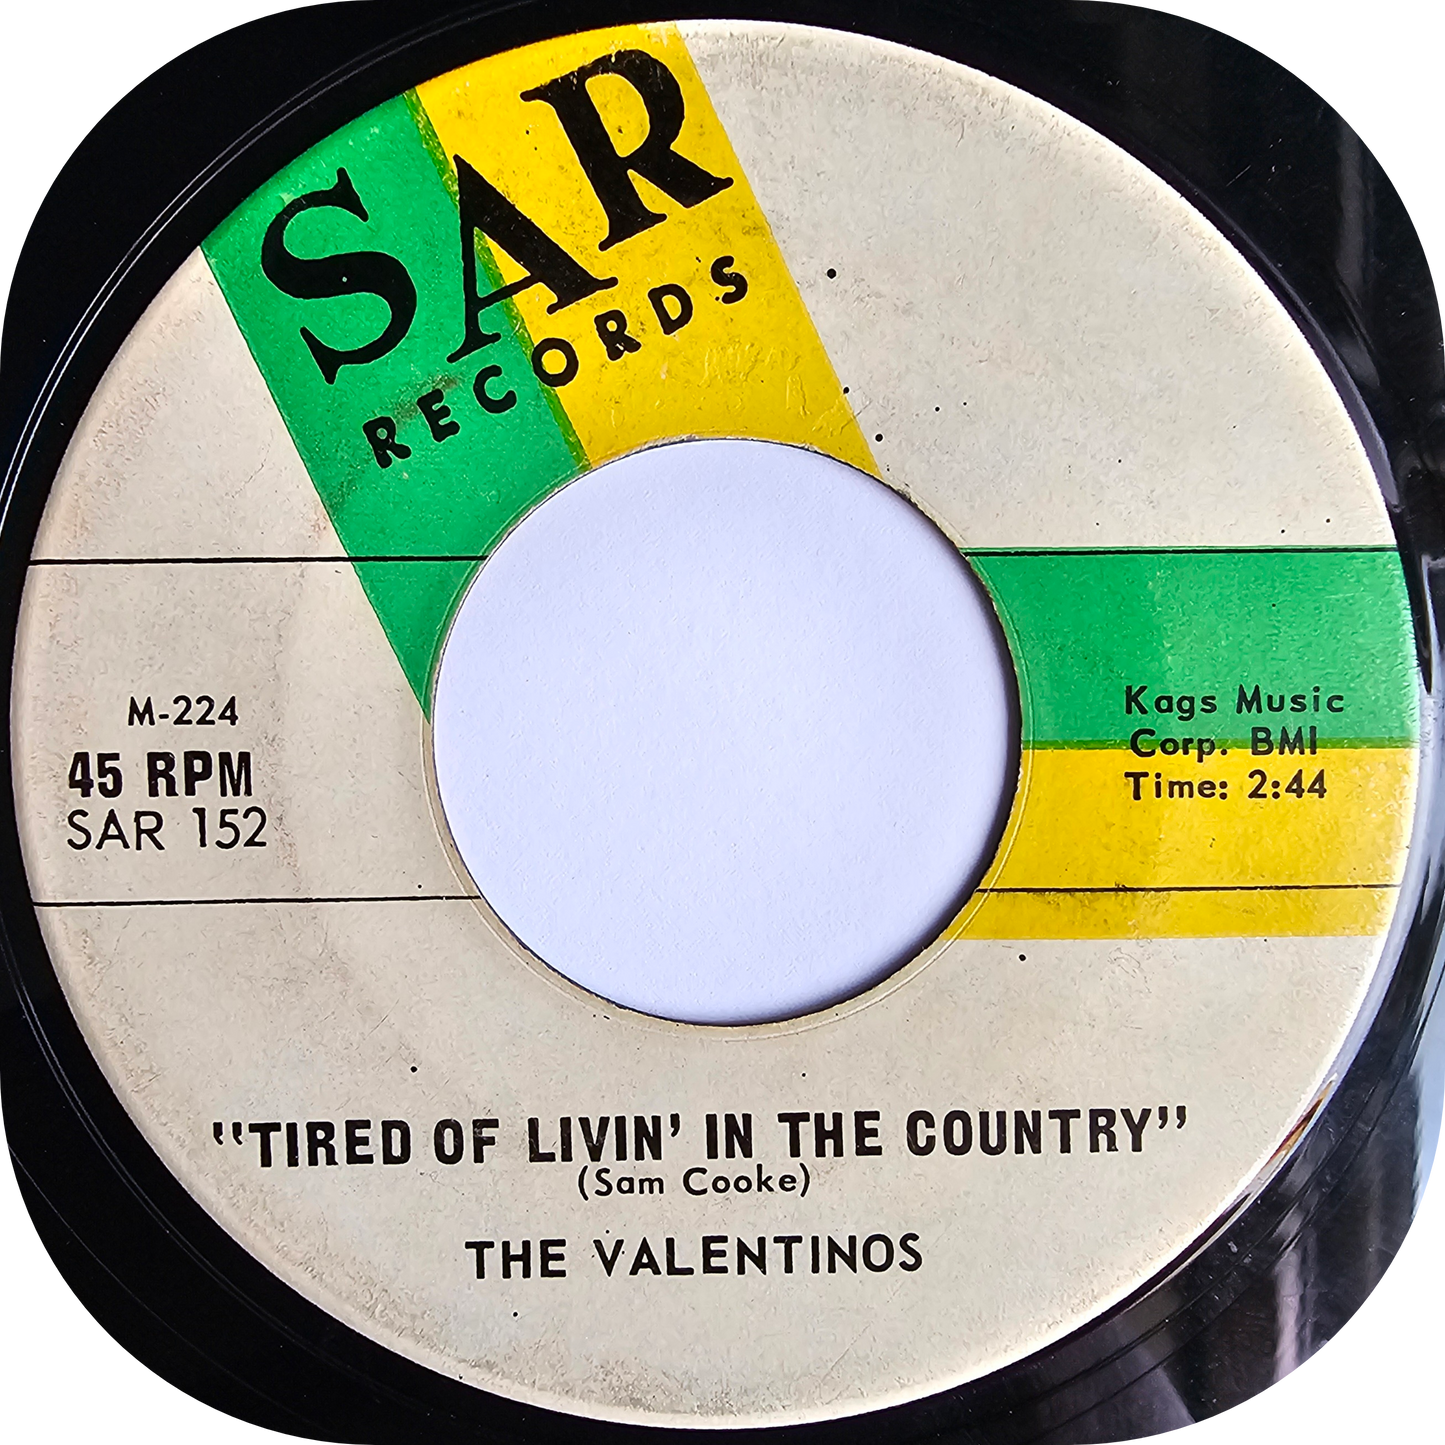 SAR
RECORDS
M-224
45 RPM
SAR 152
Kags Music
Corp. BMI
Time: 2:44
"TIRED OF LIVIN' IN THE COUNTRY"
(Sam Cooke)
THE VALENTINOS